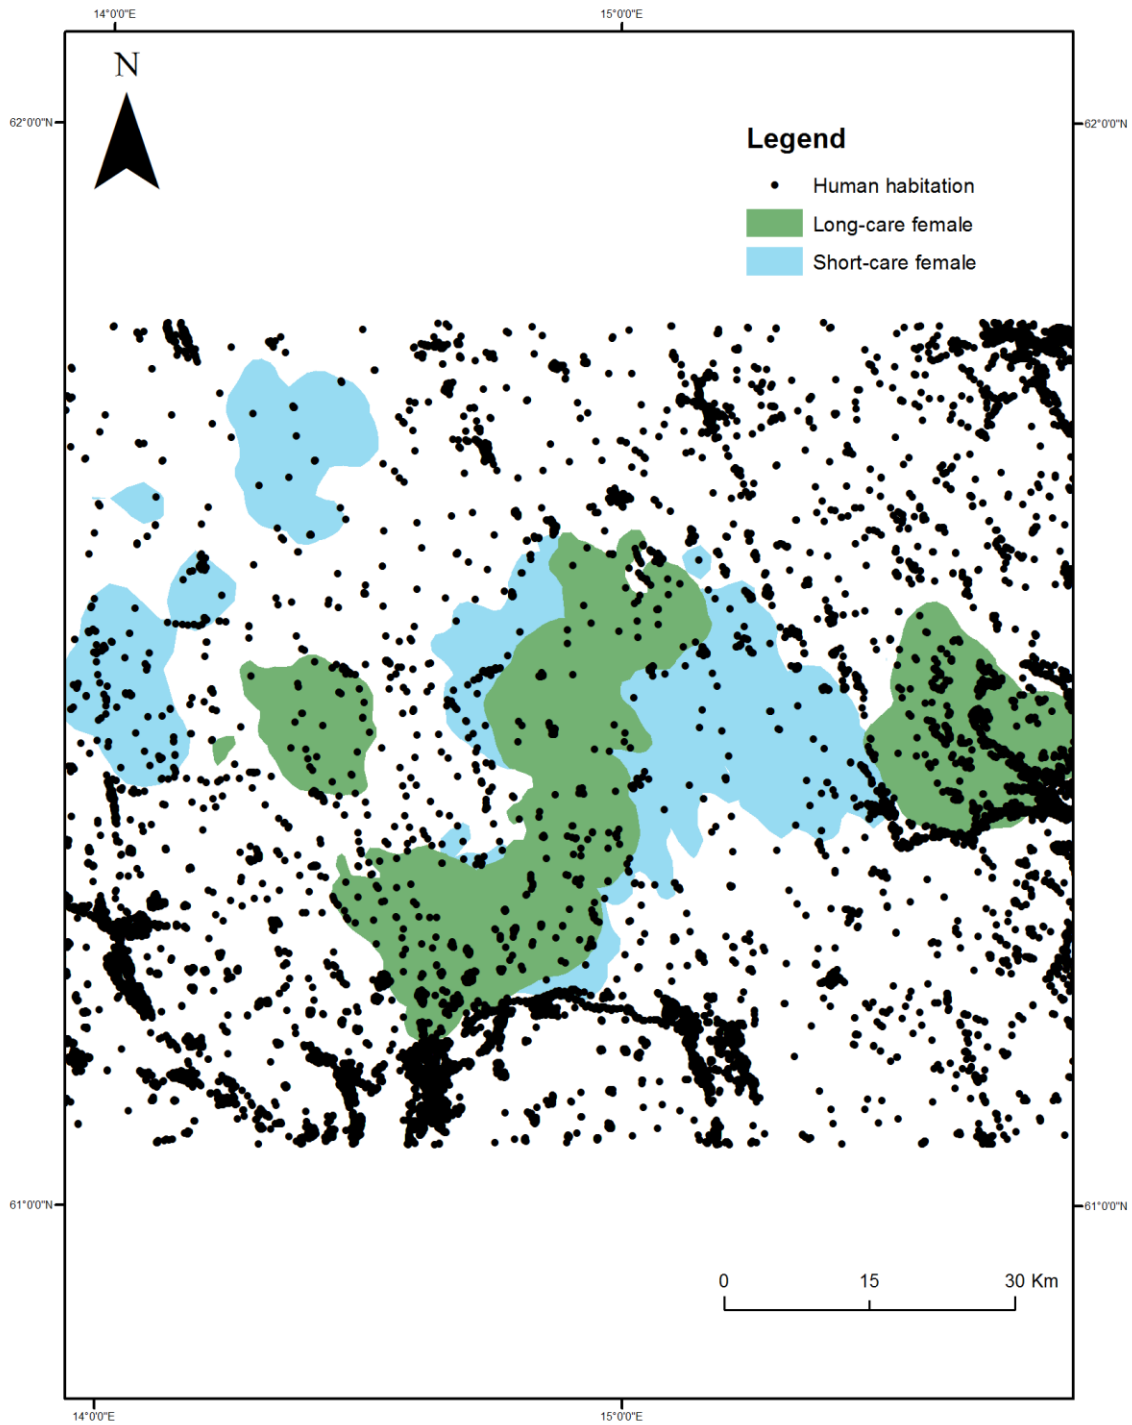 14°0'0"E 15°0'0"E
N
62°0'0"N 62°0'0"N
Legend
Human habitation
Long-care female
Short-care female
61°0'0"N 61°0'0"N
0 15 30 Km
14°0'0"E 15°0'0"E